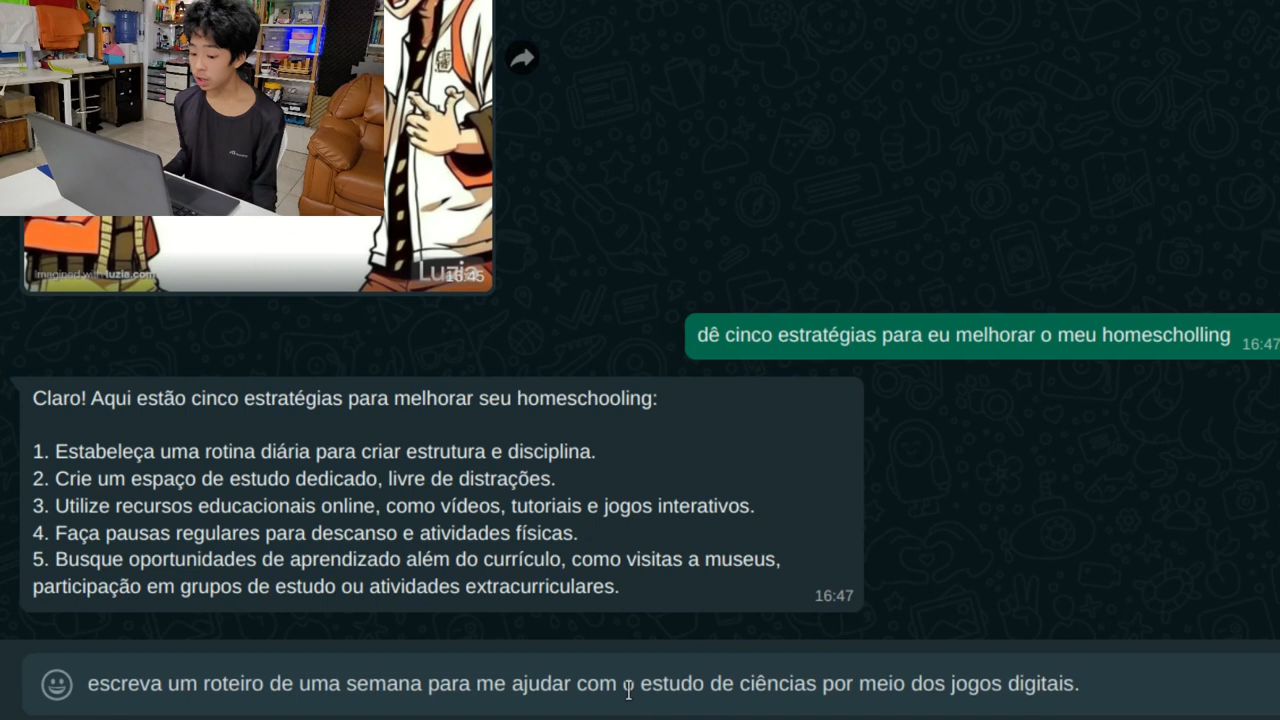 Imagined with luzia.com
Luzia
16:45
dê cinco estratégias para eu melhorar o meu homescholling
16:47
Claro! Aqui estão cinco estratégias para melhorar seu homeschooling:
1. Estabeleça uma rotina diária para criar estrutura e disciplina.
2. Crie um espaço de estudo dedicado, livre de distrações.
3. Utilize recursos educacionais online, como vídeos, tutoriais e jogos interativos.
4. Faça pausas regulares para descanso e atividades físicas.
5. Busque oportunidades de aprendizado além do currículo, como visitas a museus,
participação em grupos de estudo ou atividades extracurriculares.
16:47
escreva um roteiro de uma semana para me ajudar com o estudo de ciências por meio dos jogos digitais.